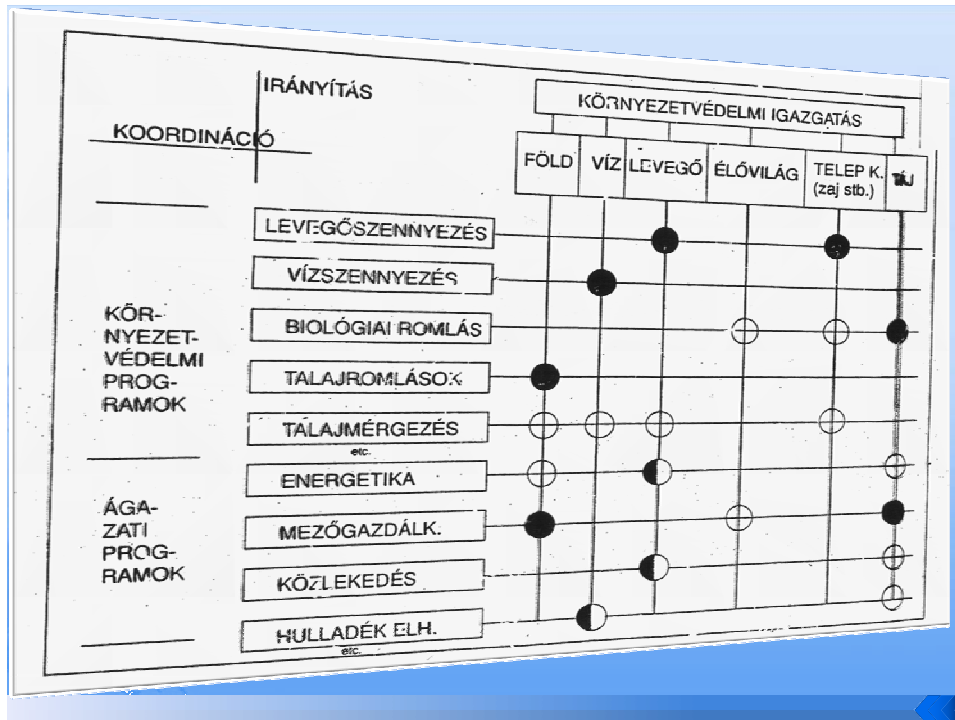 IRÁNYÍTÁS
KOORDINÁCIÓ
KÖRNYEZETVÉDELMI IGAZGATÁS
FÖLD
VÍZ
LEVEGŐ
ÉLŐVILÁG
TELEP K.
(zaj stb.)
TÁJ
KÖR-
NYEZET-
VÉDELMI
PROG-
RAMOK
LEVEGŐSZENNYEZÉS
VÍZSZENNYEZÉS
BIOLÓGIAI ROMLÁS
TALAJROMLÁSOK
TALAJMÉRGEZÉS
etc.
ÁGA-
ZATI
PROG-
RAMOK
ENERGETIKA
MEZŐGAZDÁLK.
KÖZLEKEDÉS
HULLADÉK ELH.
etc.